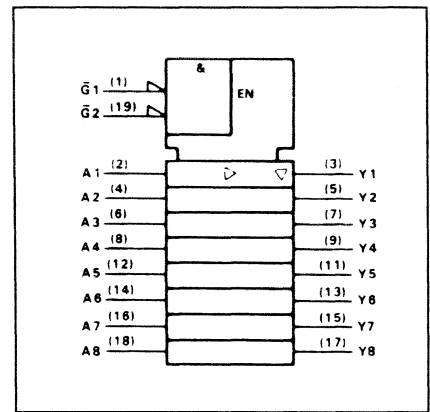 &
EN
Ḡ1 (1)
Ḡ2 (19)
A1 (2) (3) Y1
A2 (4) (5) Y2
A3 (6) (7) Y3
A4 (8) (9) Y4
A5 (12) (11) Y5
A6 (14) (13) Y6
A7 (16) (15) Y7
A8 (18) (17) Y8